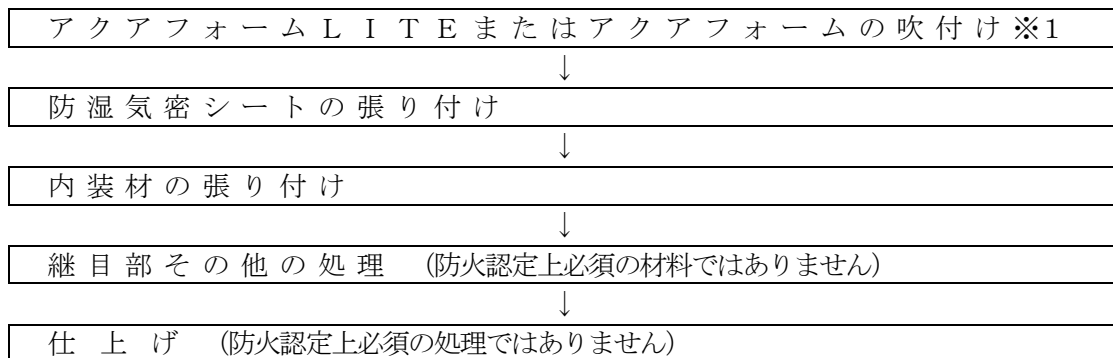 アクアフォームＬＩＴＥまたはアクアフォームの吹付け※1
↓
防湿気密シートの張り付け
↓
内装材の張り付け
↓
継目部その他の処理 (防火認定上必須の材料ではありません)
↓
仕上げ (防火認定上必須の処理ではありません)